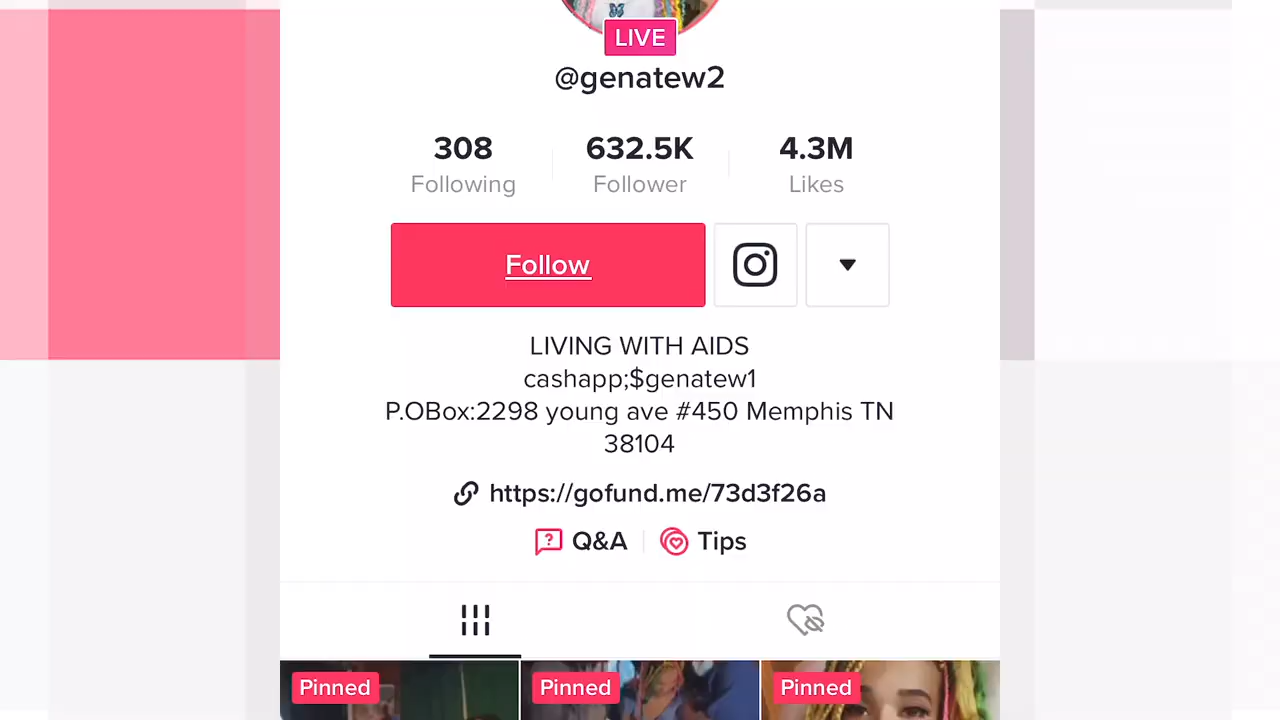 LIVE
@genatew2
308 632.5K 4.3M
Following Follower Likes
Follow
LIVING WITH AIDS
cashapp;$genatew1
P.OBox:2298 young ave #450 Memphis TN
38104
https://gofund.me/73d3f26a
Q&A Tips
Pinned Pinned Pinned